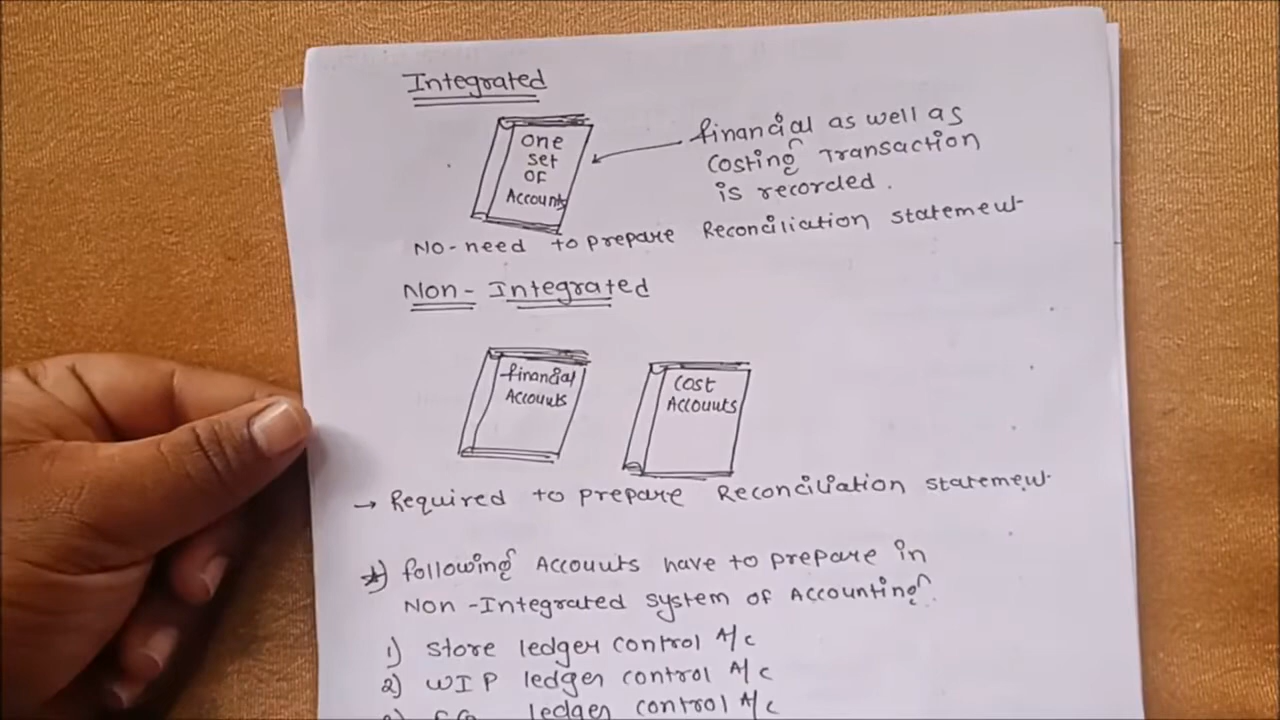 Integrated
one
set
OF
Accounts
financial as well as
costing Transaction
is recorded.
NO-need to prepare Reconciliation statement
Non- Integrated
financial
Accounts
cost
Accounts
→ Required to prepare Reconciliation statement.
*) following Accounts have to prepare in
Non-Integrated system of Accounting.
1) store ledger control A/c
2) WIP ledger control A/c
ledger control A/c